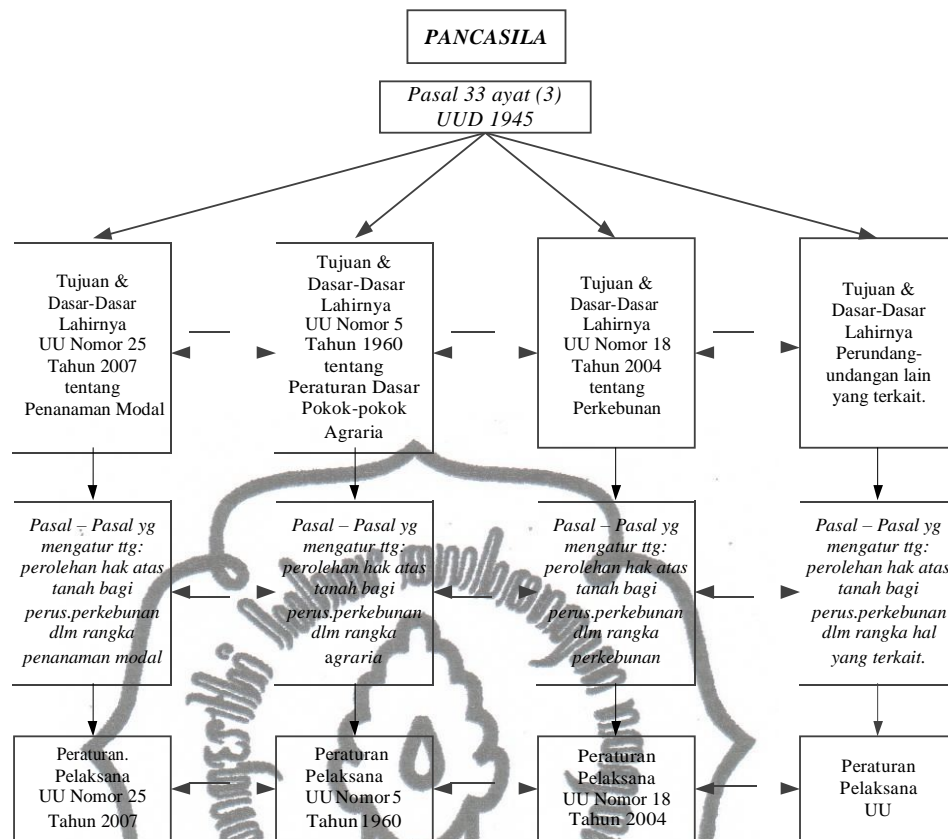 PANCASILA
Pasal 33 ayat (3)
UUD 1945
Tujuan &
Dasar-Dasar
Lahirnya
UU Nomor 25
Tahun 2007
tentang
Penanaman Modal
Tujuan &
Dasar-Dasar
Lahirnya
UU Nomor 5
Tahun 1960
tentang
Peraturan Dasar
Pokok-pokok
Agraria
Tujuan &
Dasar-Dasar
Lahirnya
UU Nomor 18
Tahun 2004
tentang
Perkebunan
Tujuan &
Dasar-Dasar
Lahirnya
Perundang-
undangan lain
yang terkait.
Pasal – Pasal yg
mengatur ttg:
perolehan hak atas
tanah bagi
perus.perkebunan
dlm rangka
penanaman modal
Pasal – Pasal yg
mengatur ttg:
perolehan hak atas
tanah bagi
perus.perkebunan
dlm rangka
agraria
Pasal – Pasal yg
mengatur ttg:
perolehan hak atas
tanah bagi
perus.perkebunan
dlm rangka
perkebunan
Pasal – Pasal yg
mengatur ttg:
perolehan hak atas
tanah bagi
perus.perkebunan
dlm rangka hal
yang terkait.
Peraturan.
Pelaksana
UU Nomor 25
Tahun 2007
Peraturan
Pelaksana
UU Nomor 5
Tahun 1960
Peraturan
Pelaksana
UU Nomor 18
Tahun 2004
Peraturan
Pelaksana
UU